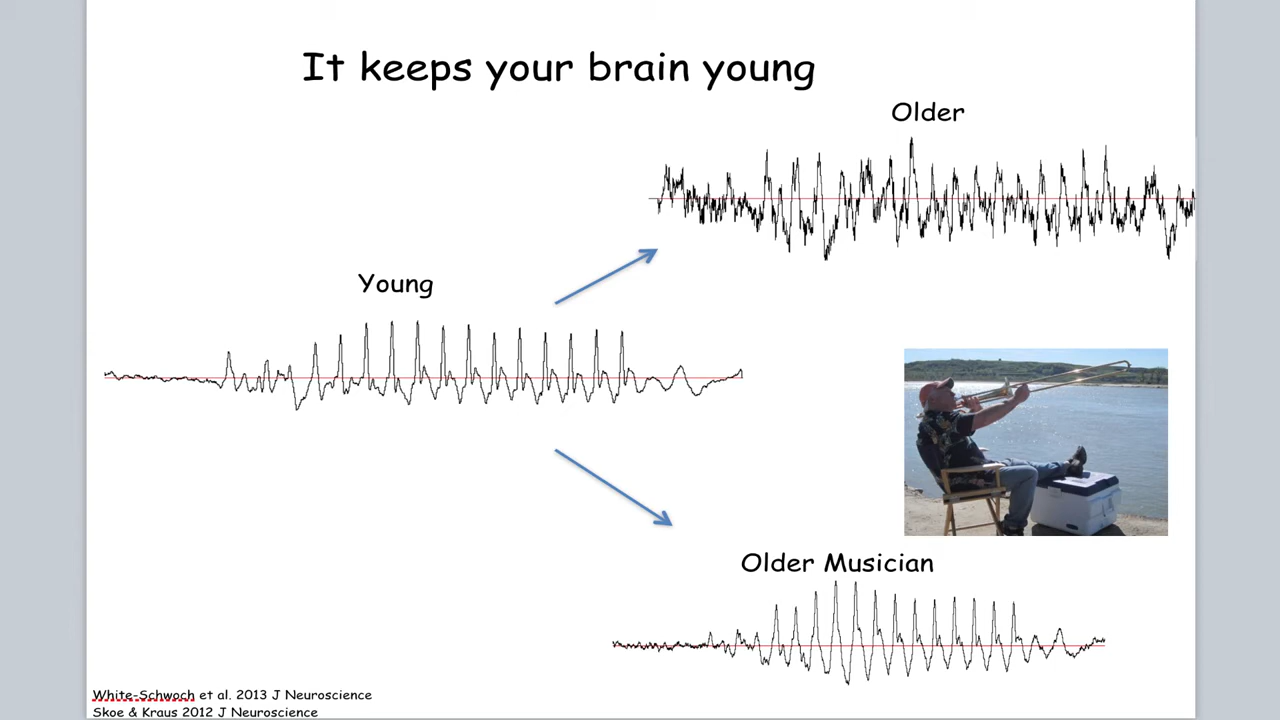 It keeps your brain young
Older
Young
Older Musician
White-Schwoch et al. 2013 J Neuroscience
Skoe & Kraus 2012 J Neuroscience